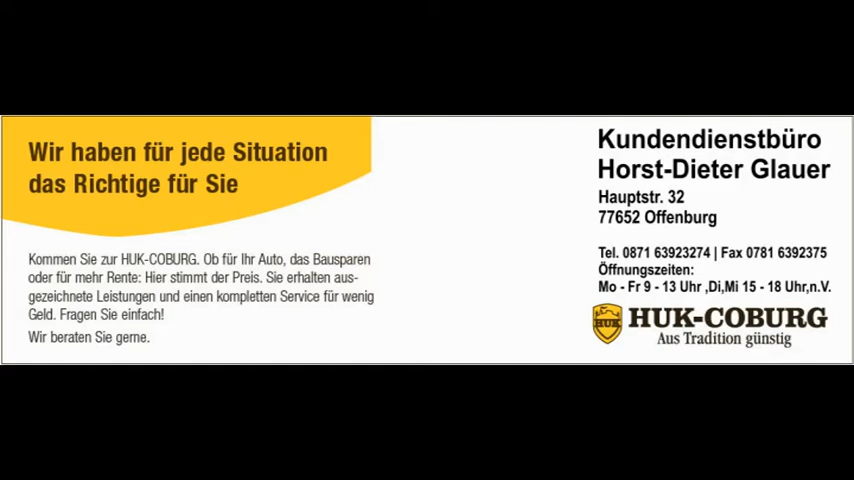 Wir haben für jede Situation
das Richtige für Sie
Kommen Sie zur HUK-COBURG. Ob für Ihr Auto, das Bausparen
oder für mehr Rente: Hier stimmt der Preis. Sie erhalten aus-
gezeichnete Leistungen und einen kompletten Service für wenig
Geld. Fragen Sie einfach!
Wir beraten Sie gerne.
Kundendienstbüro
Horst-Dieter Glauer
Hauptstr. 32
77652 Offenburg
Tel. 0871 63923274 | Fax 0781 6392375
Öffnungszeiten:
Mo - Fr 9 - 13 Uhr ,Di,Mi 15 - 18 Uhr,n.V.
HUK HUK-COBURG
Aus Tradition günstig